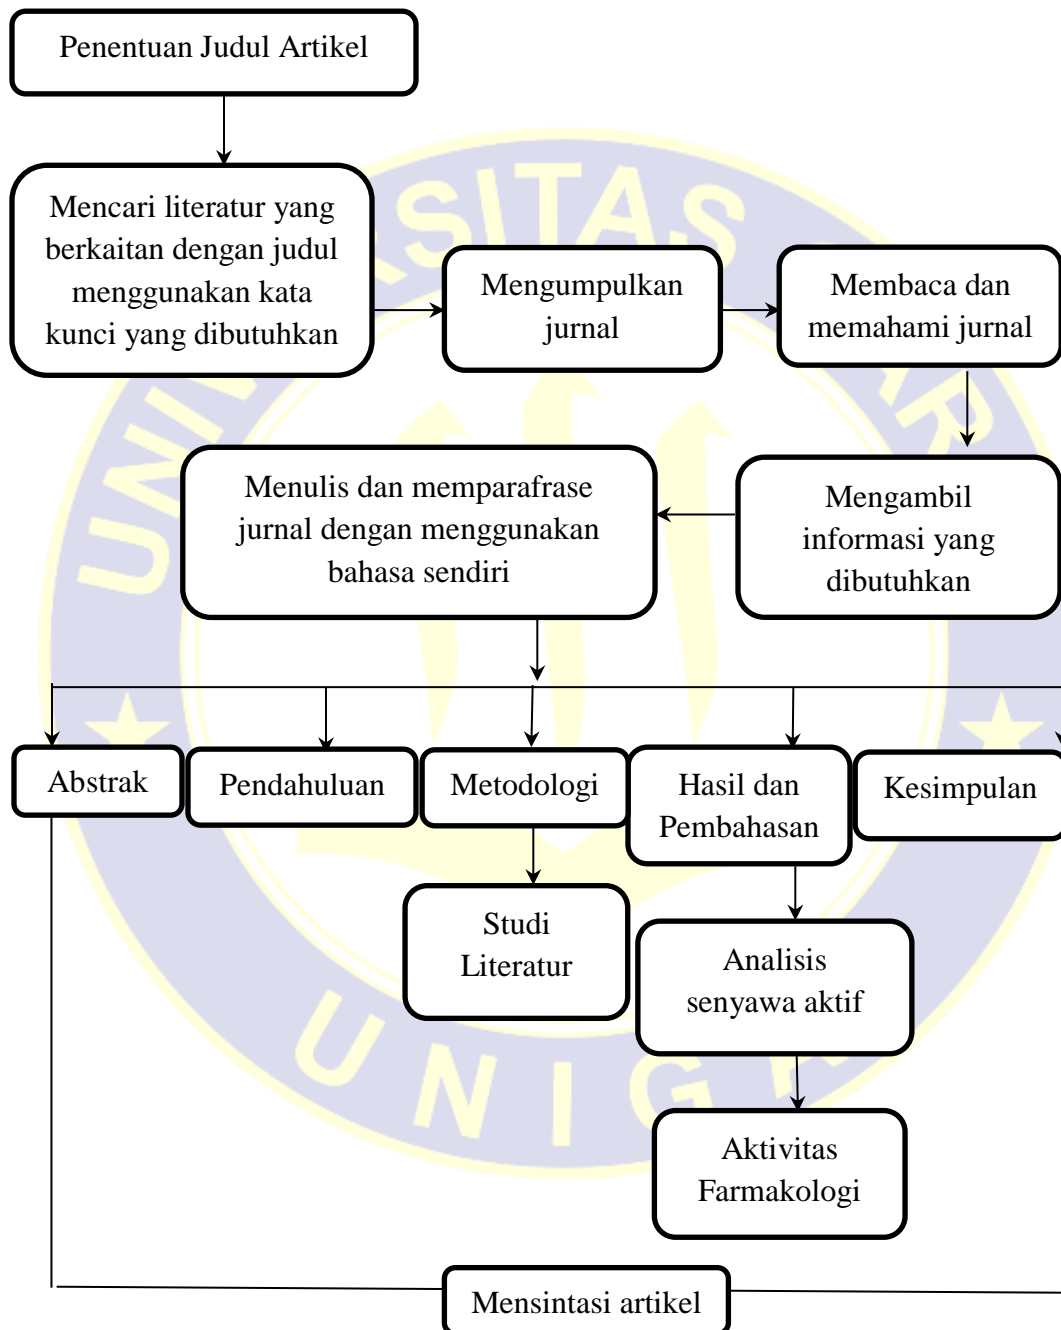 Penentuan Judul Artikel
Mencari literatur yang
berkaitan dengan judul
menggunakan kata
kunci yang dibutuhkan
Mengumpulkan
jurnal
Membaca dan
memahami jurnal
Mengambil
informasi yang
dibutuhkan
Menulis dan memparafrase
jurnal dengan menggunakan
bahasa sendiri
Abstrak
Pendahuluan
Metodologi
Hasil dan
Pembahasan
Kesimpulan
Studi
Literatur
Analisis
senyawa aktif
Aktivitas
Farmakologi
Mensintasi artikel
UNIGA